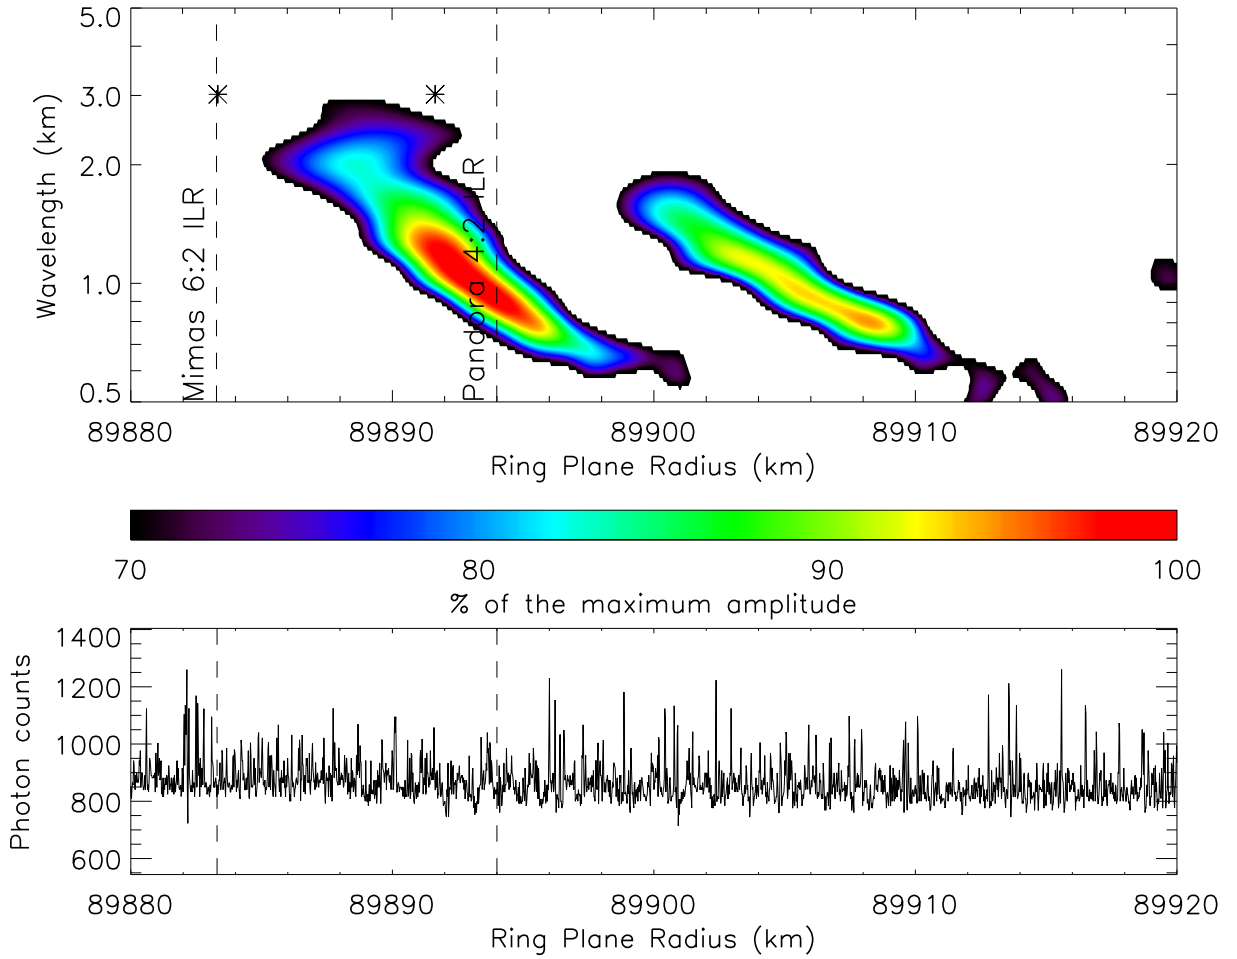 5.0
3.0
2.0
1.0
0.5
Wavelength (km)
Mimas 6:2 ILR
Pandora 4:2 ILR
89880 89890 89900 89910 89920
Ring Plane Radius (km)
70 80 90 100
% of the maximum amplitude
1400
1200
1000
800
600
Photon counts
89880 89890 89900 89910 89920
Ring Plane Radius (km)